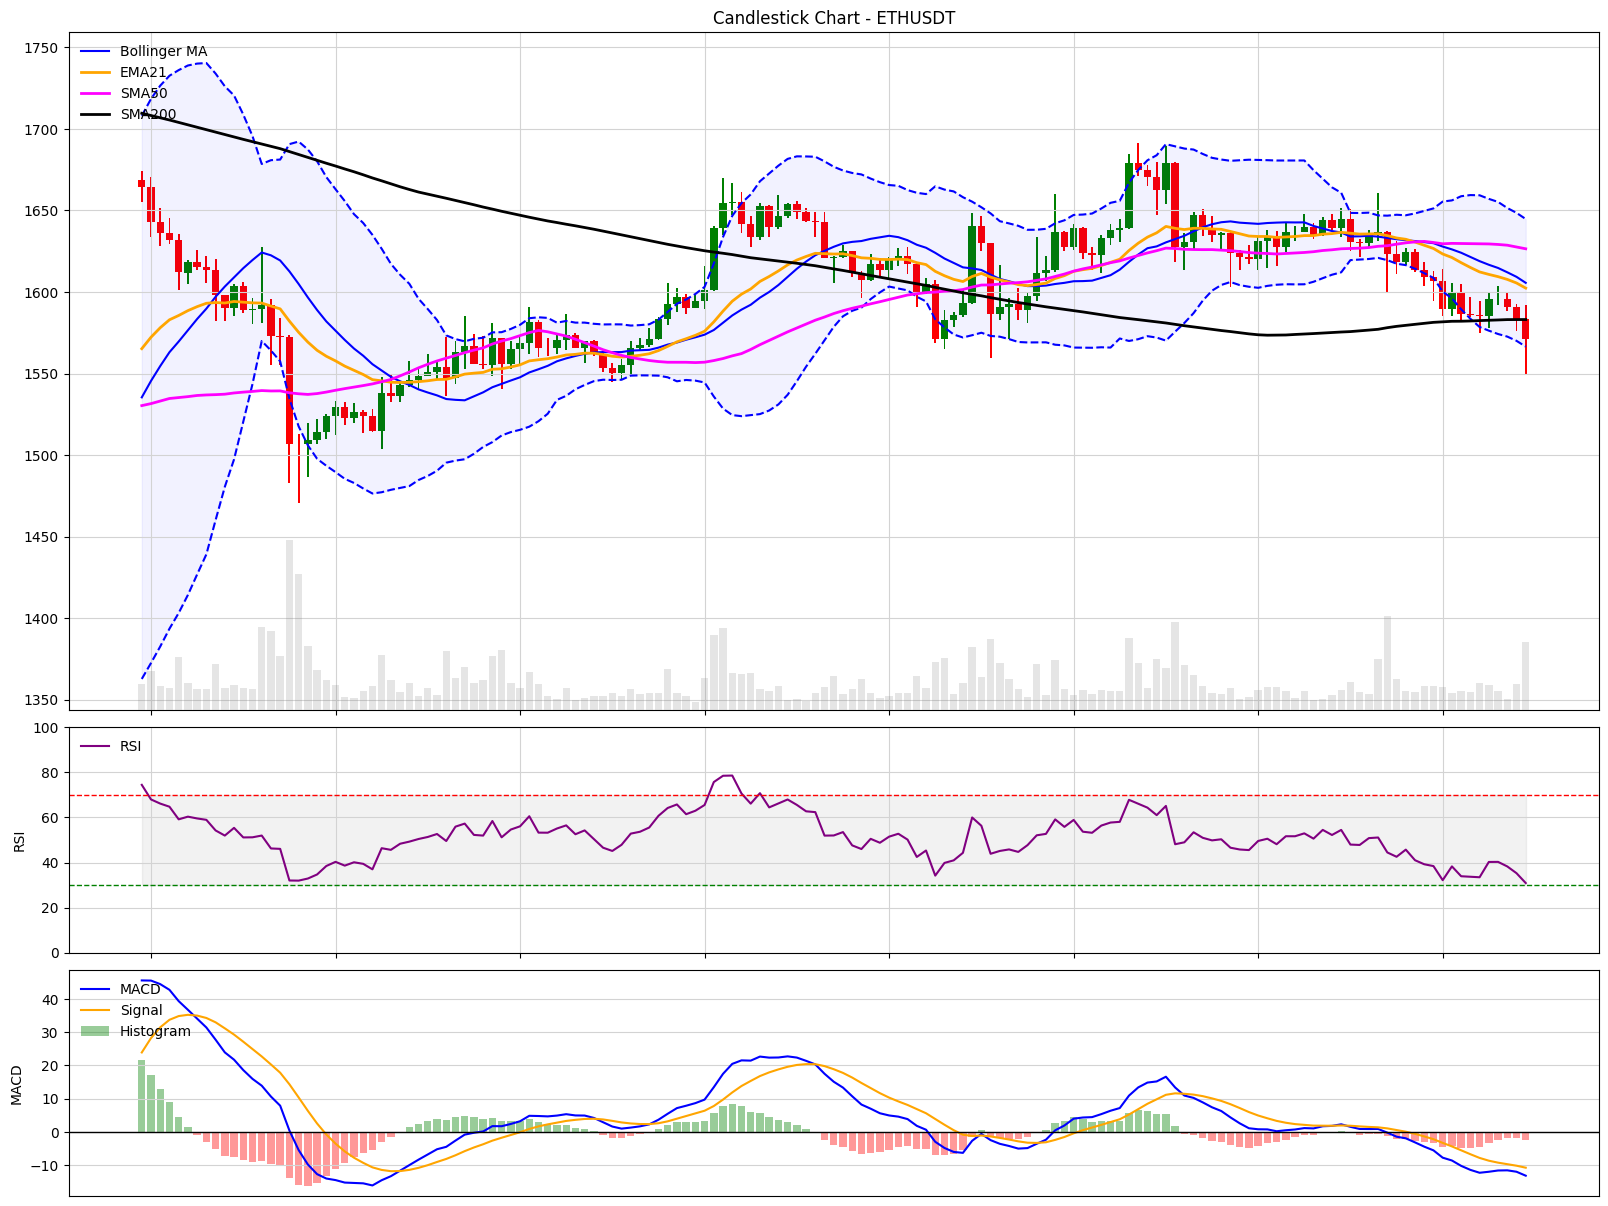 Candlestick Chart - ETHUSDT
Bollinger MA
EMA21
SMA50
SMA200
1750
1700
1650
1600
1550
1500
1450
1400
1350
RSI
100
80
60
40
20
0
RSI
MACD
Signal
Histogram
40
30
20
10
0
−10
MACD